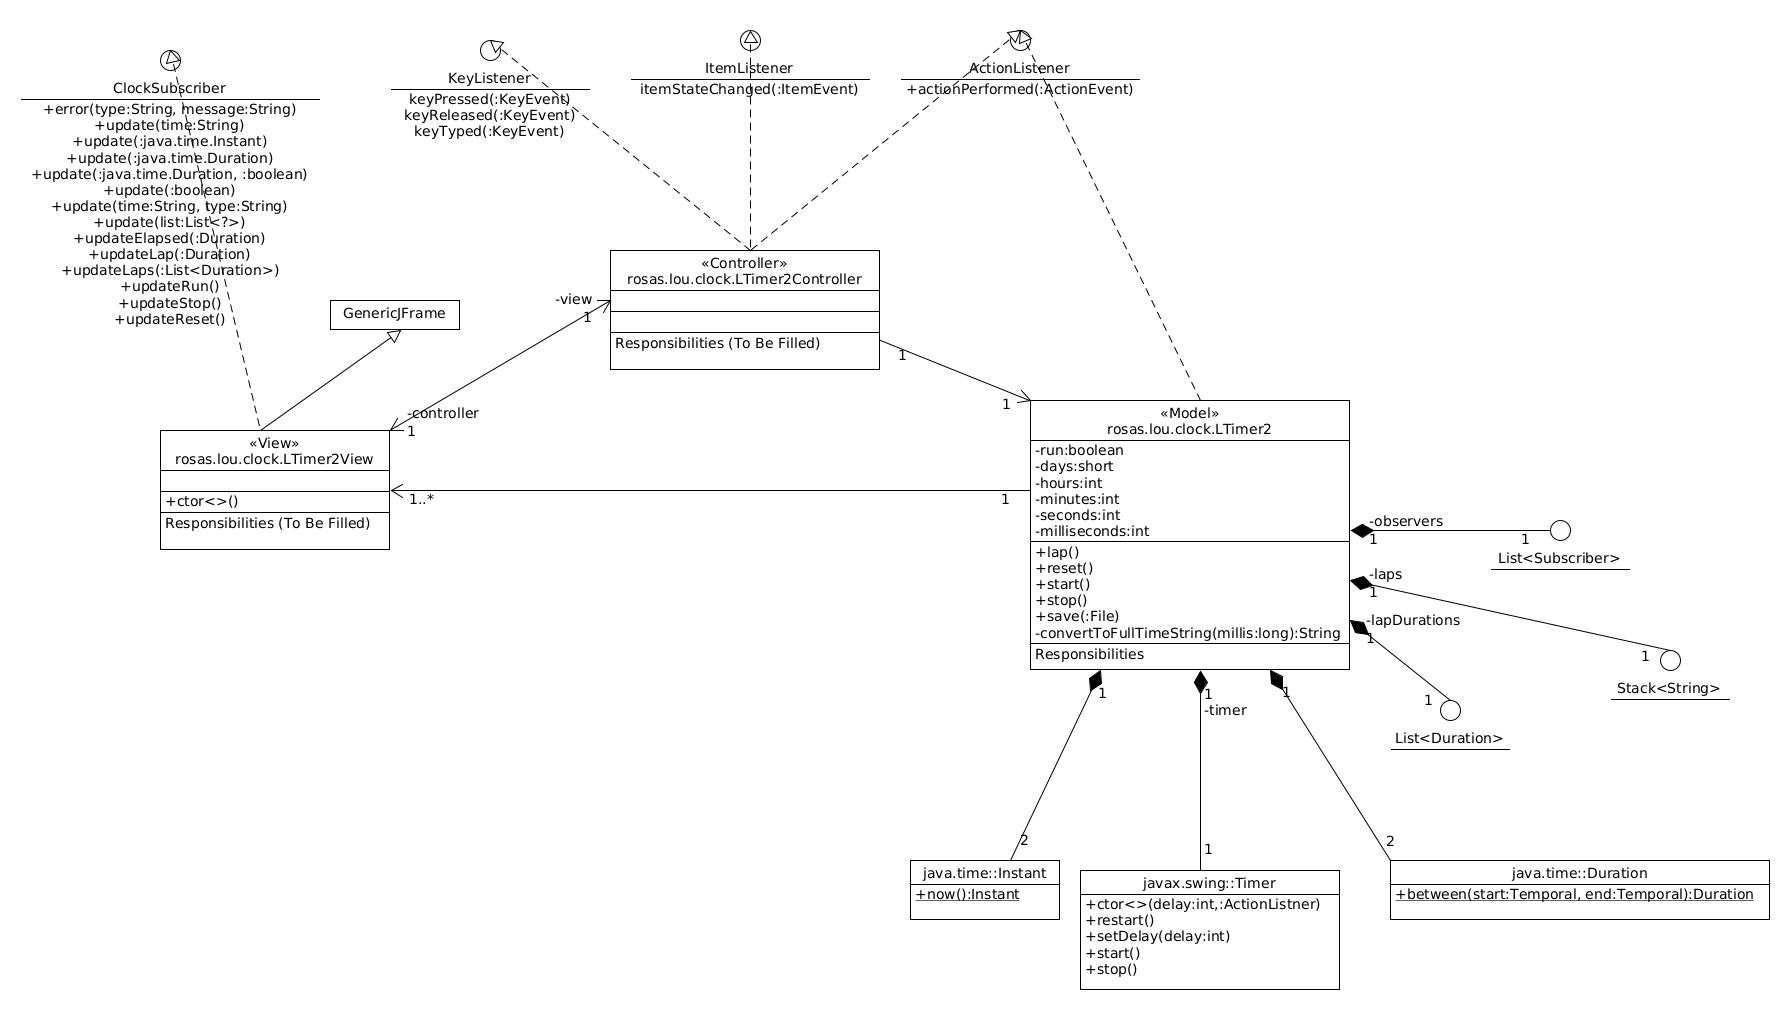 ClockSubscriber
+error(type:String, message:String)
+update(time:String)
+update(:java.time.Instant)
+update(:java.time.Duration)
+update(:java.time.Duration, :boolean)
+update(:boolean)
+update(time:String, type:String)
+update(list:List<?>)
+updateElapsed(:Duration)
+updateLap(:Duration)
+updateLaps(:List<Duration>)
+updateRun()
+updateStop()
+updateReset()
KeyListener
keyPressed(:KeyEvent)
keyReleased(:KeyEvent)
keyTyped(:KeyEvent)
ItemListener
itemStateChanged(:ItemEvent)
ActionListener
+actionPerformed(:ActionEvent)
«Controller»
rosas.lou.clock.LTimer2Controller
Responsibilities (To Be Filled)
-view
1
GenericJFrame
-controller
1
1
1
«View»
rosas.lou.clock.LTimer2View
+ctor<>()
Responsibilities (To Be Filled)
1..*
1
«Model»
rosas.lou.clock.LTimer2
-run:boolean
-days:short
-hours:int
-minutes:int
-seconds:int
-milliseconds:int
+lap()
+reset()
+start()
+stop()
+save(:File)
-convertToFullTimeString(millis:long):String
Responsibilities
-observers
1
1
List<Subscriber>
-laps
1
1
Stack<String>
-lapDurations
1
1
List<Duration>
1
2
1
-timer
1
1
2
java.time::Instant
+now():Instant
javax.swing::Timer
+ctor<>(delay:int,:ActionListner)
+restart()
+setDelay(delay:int)
+start()
+stop()
java.time::Duration
+between(start:Temporal, end:Temporal):Duration